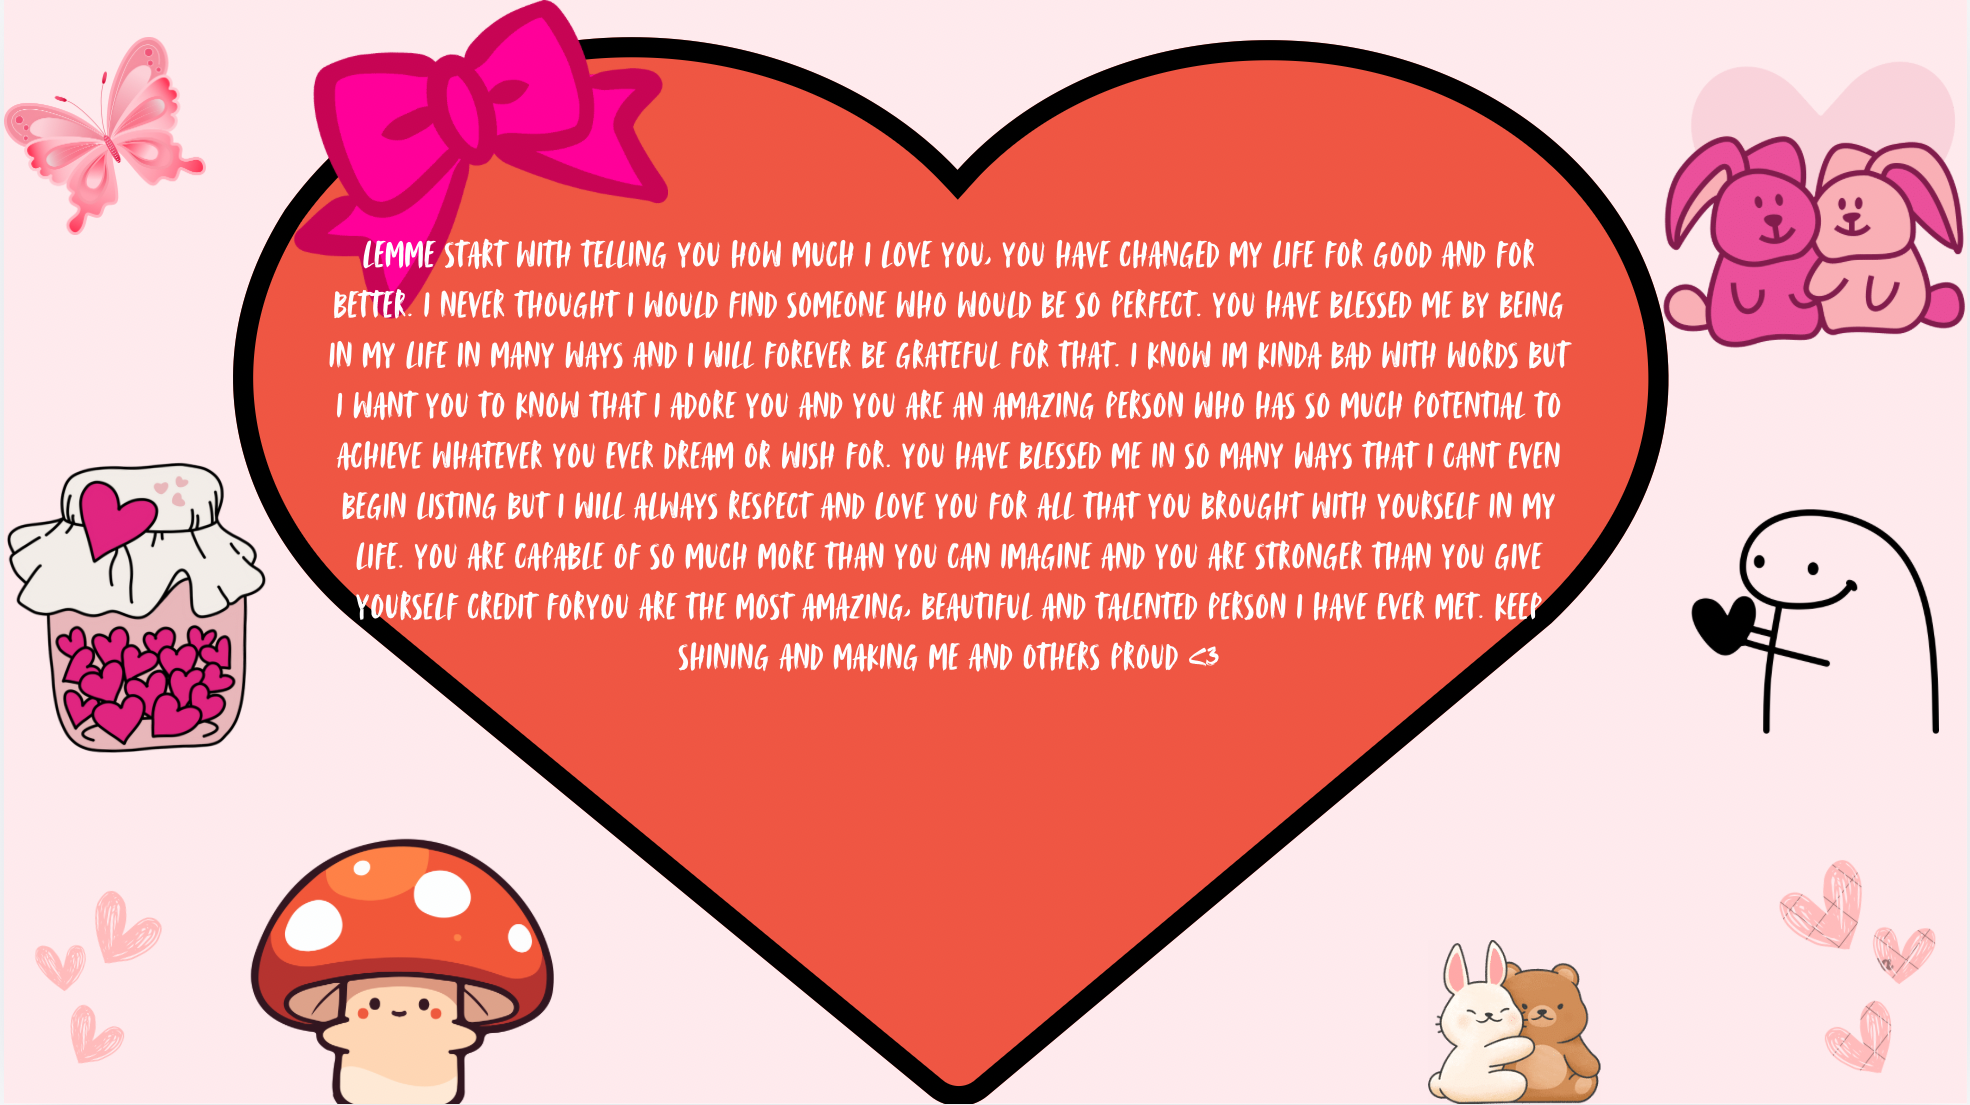 LEMME START WITH TELLING YOU HOW MUCH I LOVE YOU, YOU HAVE CHANGED MY LIFE FOR GOOD AND FOR
BETTER. I NEVER THOUGHT I WOULD FIND SOMEONE WHO WOULD BE SO PERFECT. YOU HAVE BLESSED ME BY BEING
IN MY LIFE IN MANY WAYS AND I WILL FOREVER BE GRATEFUL FOR THAT. I KNOW IM KINDA BAD WITH WORDS BUT
I WANT YOU TO KNOW THAT I ADORE YOU AND YOU ARE AN AMAZING PERSON WHO HAS SO MUCH POTENTIAL TO
ACHIEVE WHATEVER YOU EVER DREAM OR WISH FOR. YOU HAVE BLESSED ME IN SO MANY WAYS THAT I CANT EVEN
BEGIN LISTING BUT I WILL ALWAYS RESPECT AND LOVE YOU FOR ALL THAT YOU BROUGHT WITH YOURSELF IN MY
LIFE. YOU ARE CAPABLE OF SO MUCH MORE THAN YOU CAN IMAGINE AND YOU ARE STRONGER THAN YOU GIVE
YOURSELF CREDIT FORYOU ARE THE MOST AMAZING, BEAUTIFUL AND TALENTED PERSON I HAVE EVER MET. KEEP
SHINING AND MAKING ME AND OTHERS PROUD <3